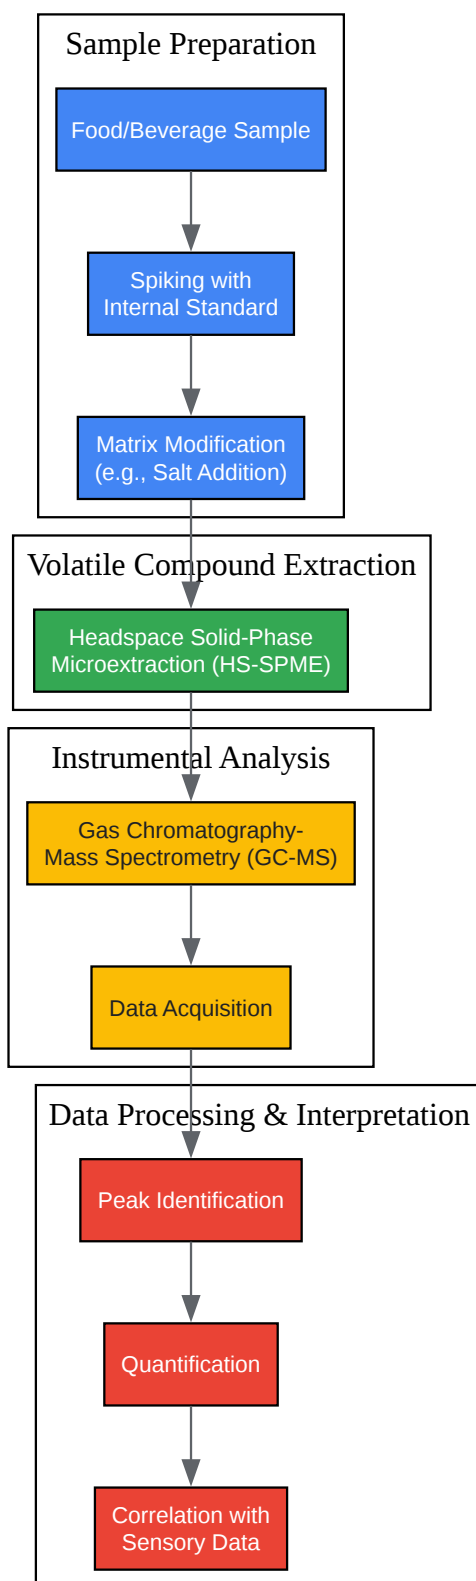 Sample Preparation
Food/Beverage Sample
Spiking with
Internal Standard
Matrix Modification
(e.g., Salt Addition)
Volatile Compound Extraction
Headspace Solid-Phase
Microextraction (HS-SPME)
Instrumental Analysis
Gas Chromatography-
Mass Spectrometry (GC-MS)
Data Acquisition
Data Processing & Interpretation
Peak Identification
Quantification
Correlation with
Sensory Data